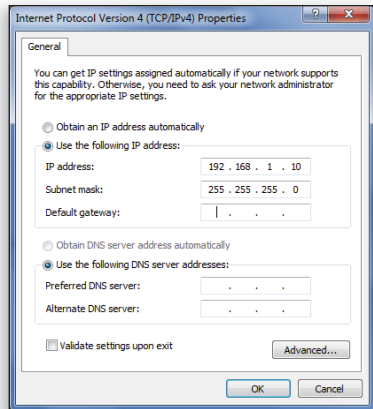 Internet Protocol Version 4 (TCP/IPv4) Properties
General
You can get IP settings assigned automatically if your network supports
this capability. Otherwise, you need to ask your network administrator
for the appropriate IP settings.
Obtain an IP address automatically
Use the following IP address:
IP address: 192 . 168 . 1 . 10
Subnet mask: 255 . 255 . 255 . 0
Default gateway: . . .
Obtain DNS server address automatically
Use the following DNS server addresses:
Preferred DNS server: . . .
Alternate DNS server: . . .
Validate settings upon exit
Advanced...
OK Cancel